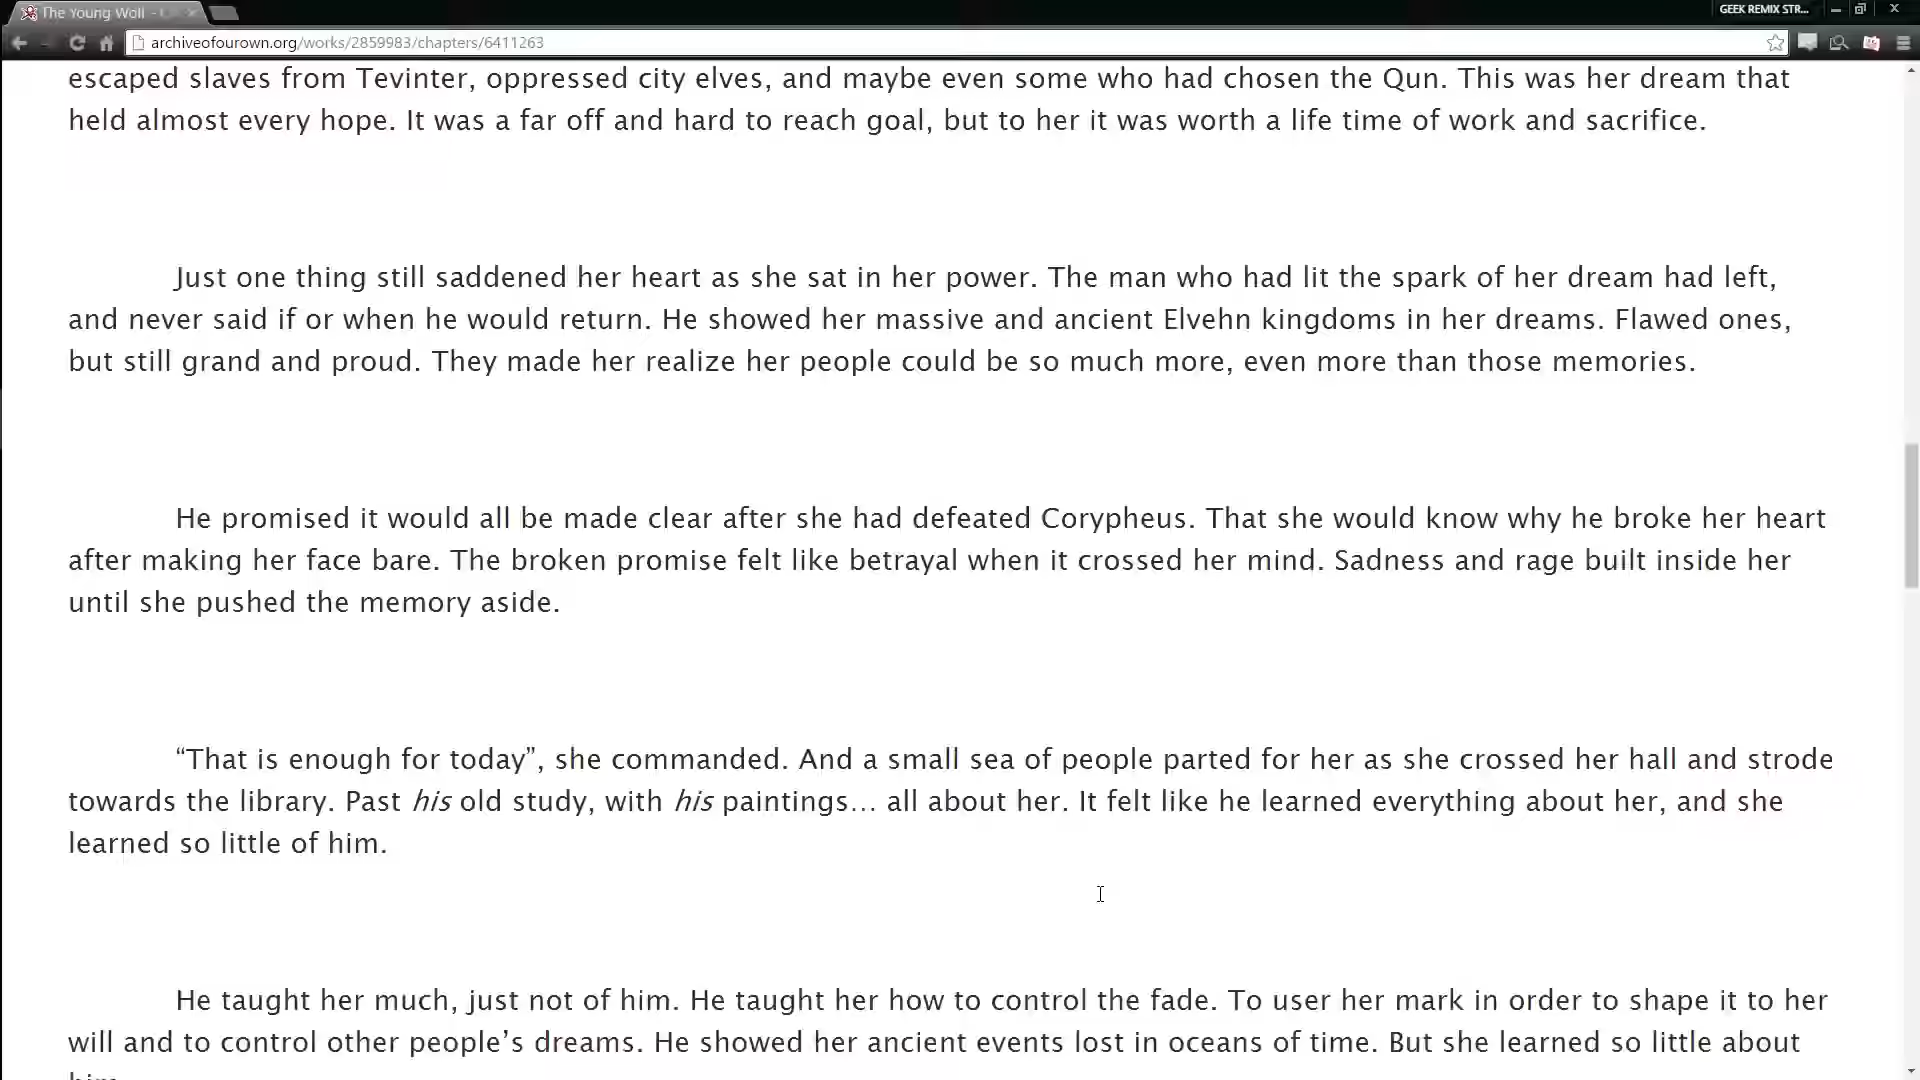 The Young Wolf -
GEEK REMIX STR...
archiveofourown.org/works/2859983/chapters/6411263
escaped slaves from Tevinter, oppressed city elves, and maybe even some who had chosen the Qun. This was her dream that
held almost every hope. It was a far off and hard to reach goal, but to her it was worth a life time of work and sacrifice.
Just one thing still saddened her heart as she sat in her power. The man who had lit the spark of her dream had left,
and never said if or when he would return. He showed her massive and ancient Elvehn kingdoms in her dreams. Flawed ones,
but still grand and proud. They made her realize her people could be so much more, even more than those memories.
He promised it would all be made clear after she had defeated Corypheus. That she would know why he broke her heart
after making her face bare. The broken promise felt like betrayal when it crossed her mind. Sadness and rage built inside her
until she pushed the memory aside.
“That is enough for today”, she commanded. And a small sea of people parted for her as she crossed her hall and strode
towards the library. Past his old study, with his paintings... all about her. It felt like he learned everything about her, and she
learned so little of him.
He taught her much, just not of him. He taught her how to control the fade. To user her mark in order to shape it to her
will and to control other people’s dreams. He showed her ancient events lost in oceans of time. But she learned so little about